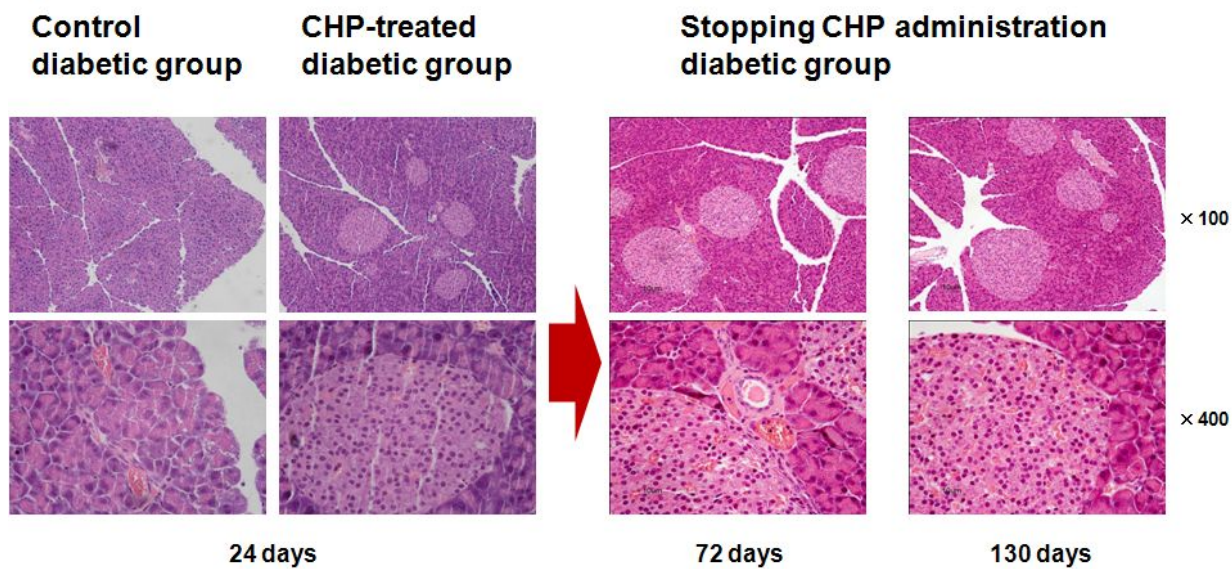 Control
diabetic group
CHP-treated
diabetic group
Stopping CHP administration
diabetic group
× 100
× 400
24 days
72 days
130 days